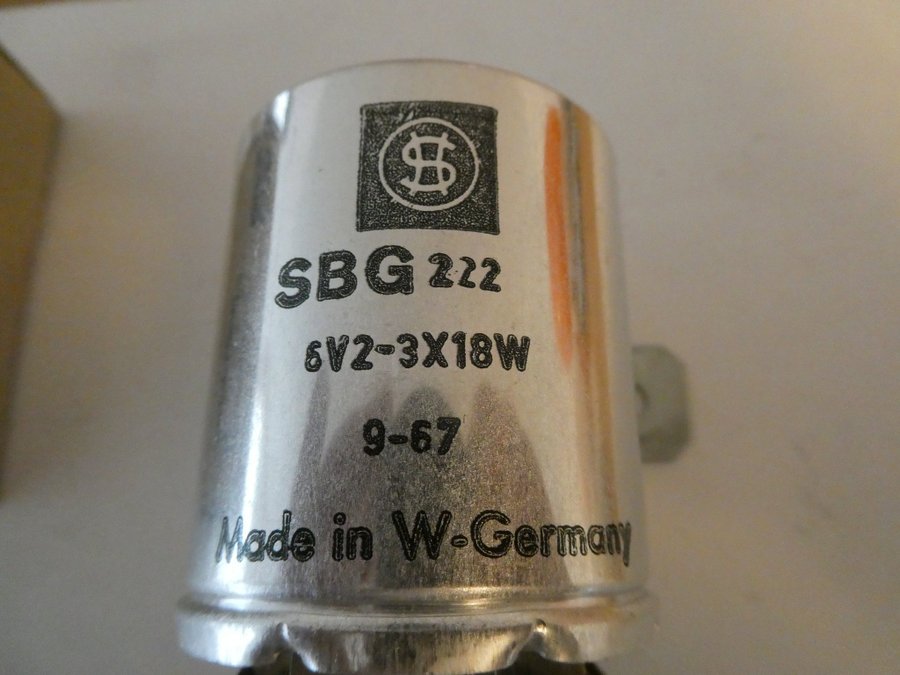 SBG 222
6V2-3X18W
9-67
Made in W-Germany